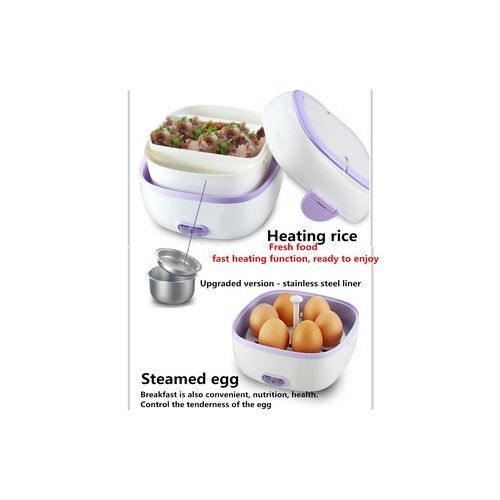 Heating rice
Fresh food
fast heating function, ready to enjoy
Upgraded version - stainless steel liner
Steamed egg
Breakfast is also convenient, nutrition, health.
Control the tenderness of the egg